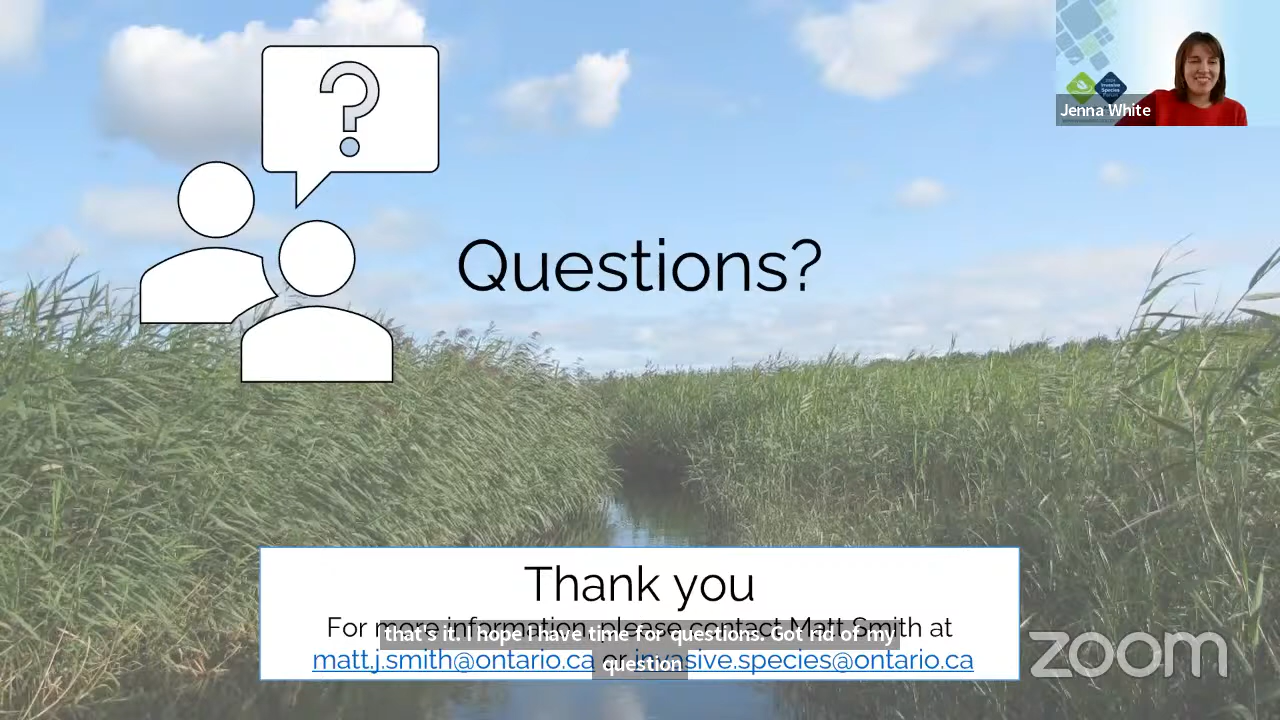 ?
Jenna White
Questions?
Thank you
For more information, please contact Matt Smith at
matt.j.smith@ontario.ca or invasive.species@ontario.ca
that's it. I hope I have time for questions. Got rid of my
question
zoom